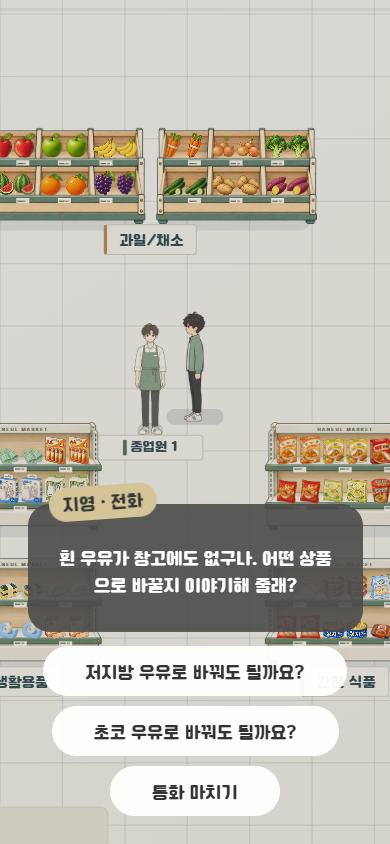 과일/채소
종업원 1
HANEUL MARKET
지영 · 전화
흰 우유가 창고에도 없구나. 어떤 상품
으로 바꿀지 이야기해 줄래?
저지방 우유로 바꿔도 될까요?
생활용품
식품
초코 우유로 바꿔도 될까요?
통화 마치기